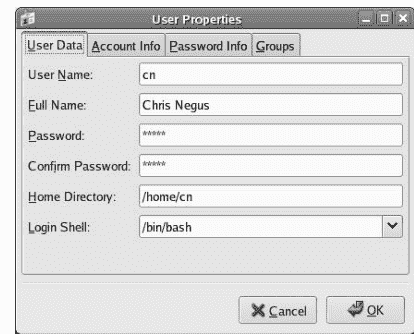 User Properties
User Data Account Info Password Info Groups
User Name: cn
Full Name: Chris Negus
Password: *****
Confirm Password: *****
Home Directory: /home/cn
Login Shell: /bin/bash
Cancel OK